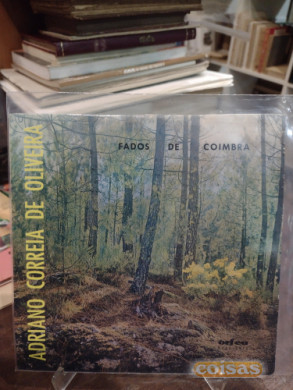 FADOS DE COIMBRA
ADRIANO CORREIA DE OLIVEIRA
orfeu
coisas